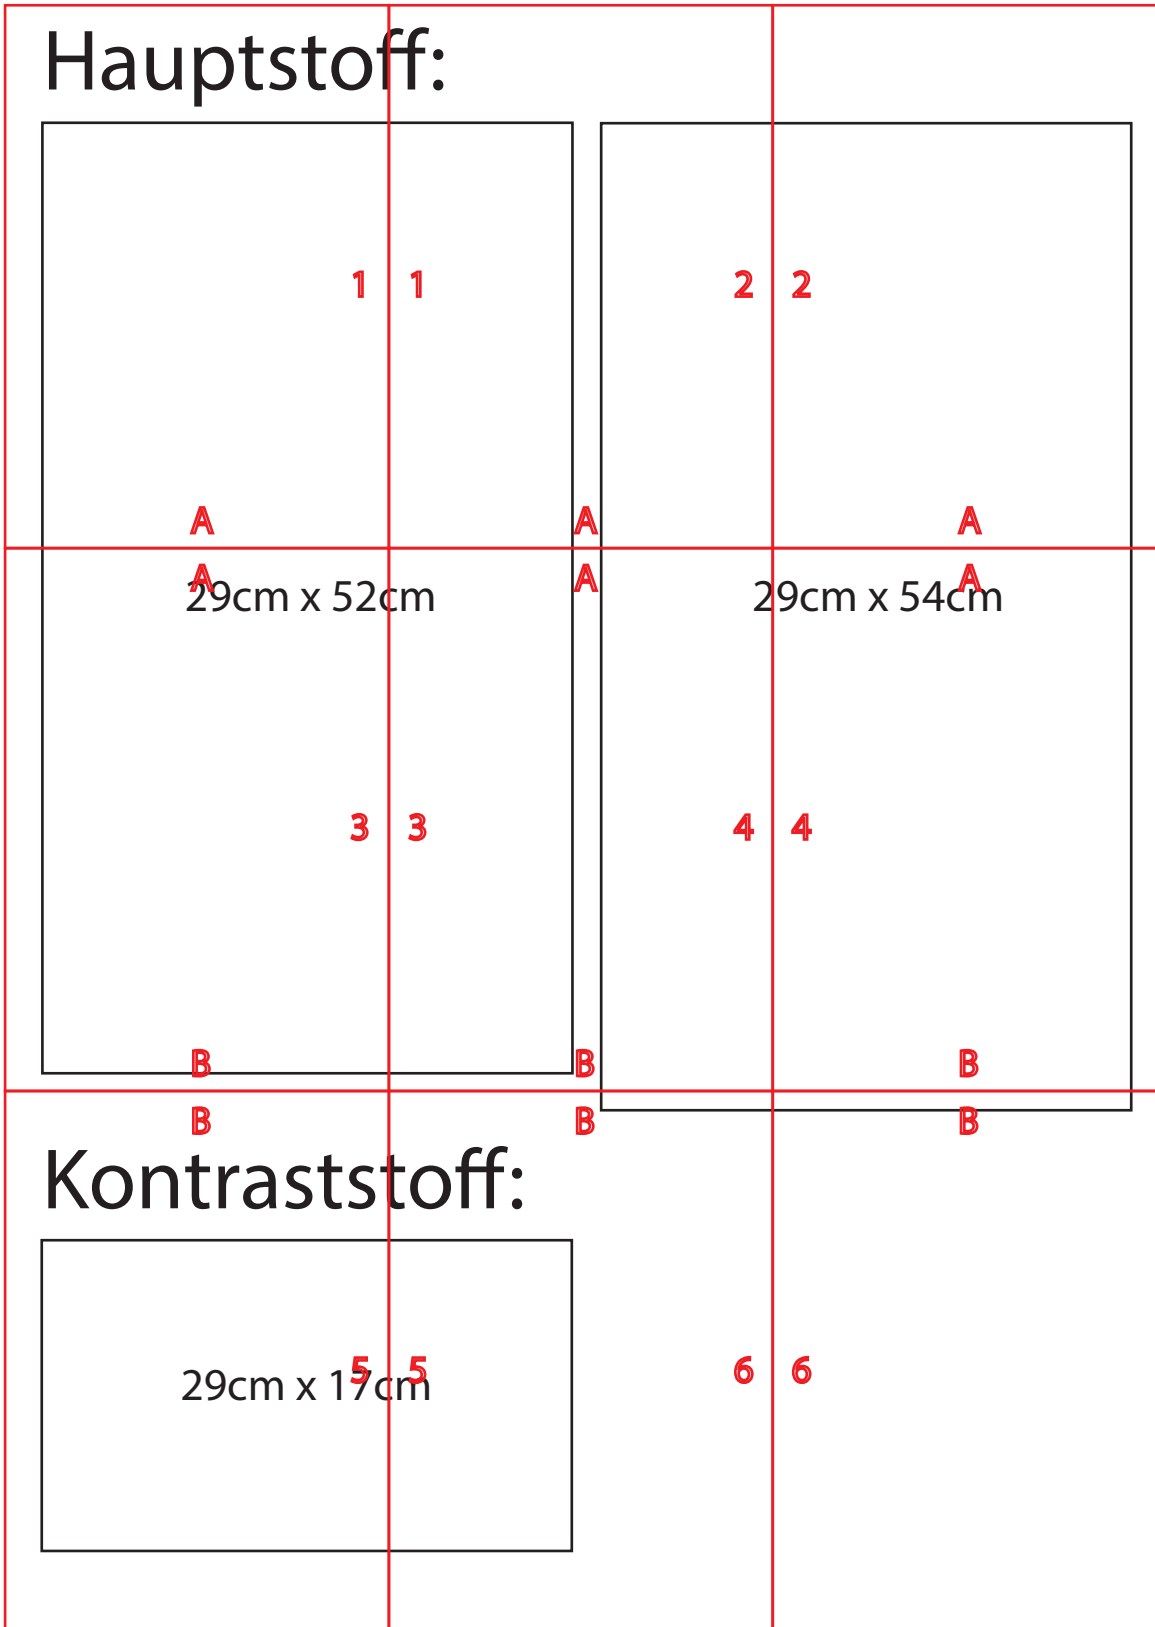 Hauptstoff:
1 1 2 2
A A A
A A A
29cm x 52cm 29cm x 54cm
3 3 4 4
B B B
B B B
Kontraststoff:
5 5 6 6
29cm x 17cm